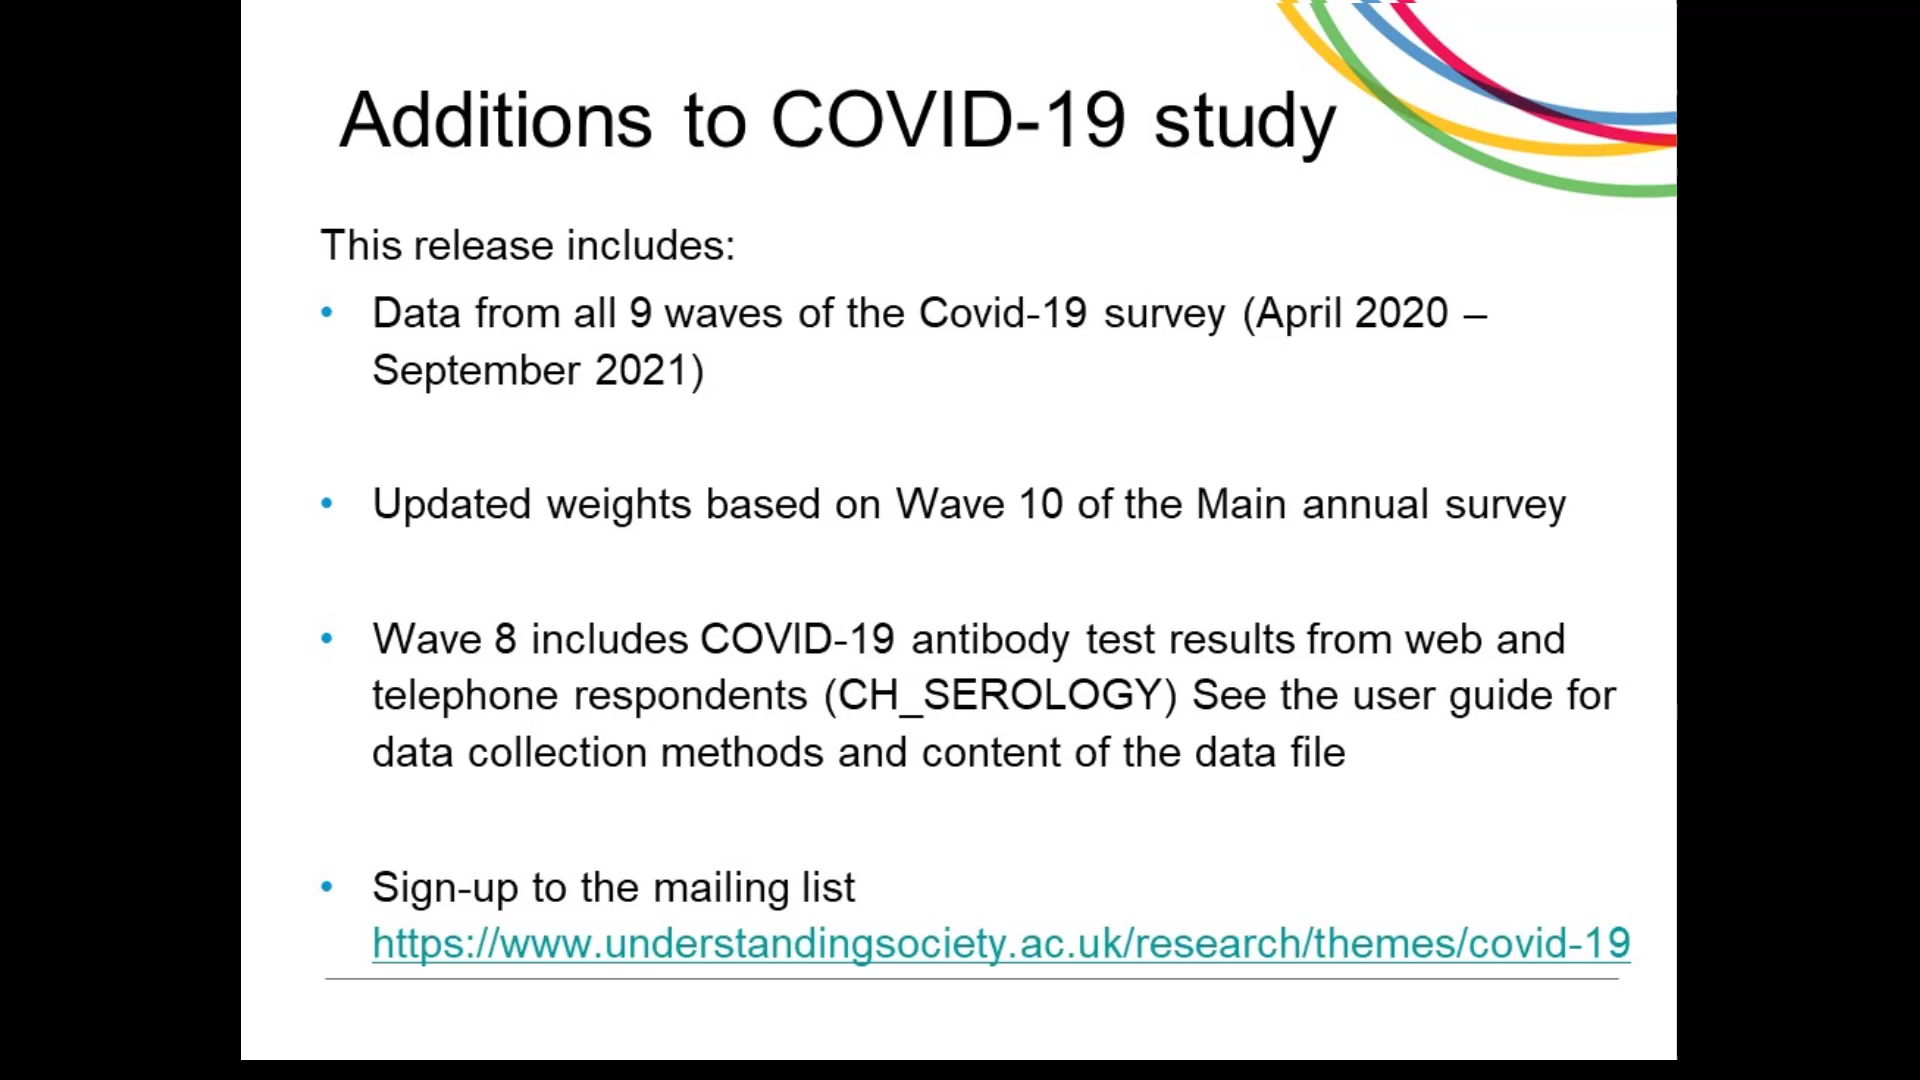 Additions to COVID-19 study
This release includes:
• Data from all 9 waves of the Covid-19 survey (April 2020 –
September 2021)
• Updated weights based on Wave 10 of the Main annual survey
• Wave 8 includes COVID-19 antibody test results from web and
telephone respondents (CH_SEROLOGY) See the user guide for
data collection methods and content of the data file
• Sign-up to the mailing list
https://www.understandingsociety.ac.uk/research/themes/covid-19